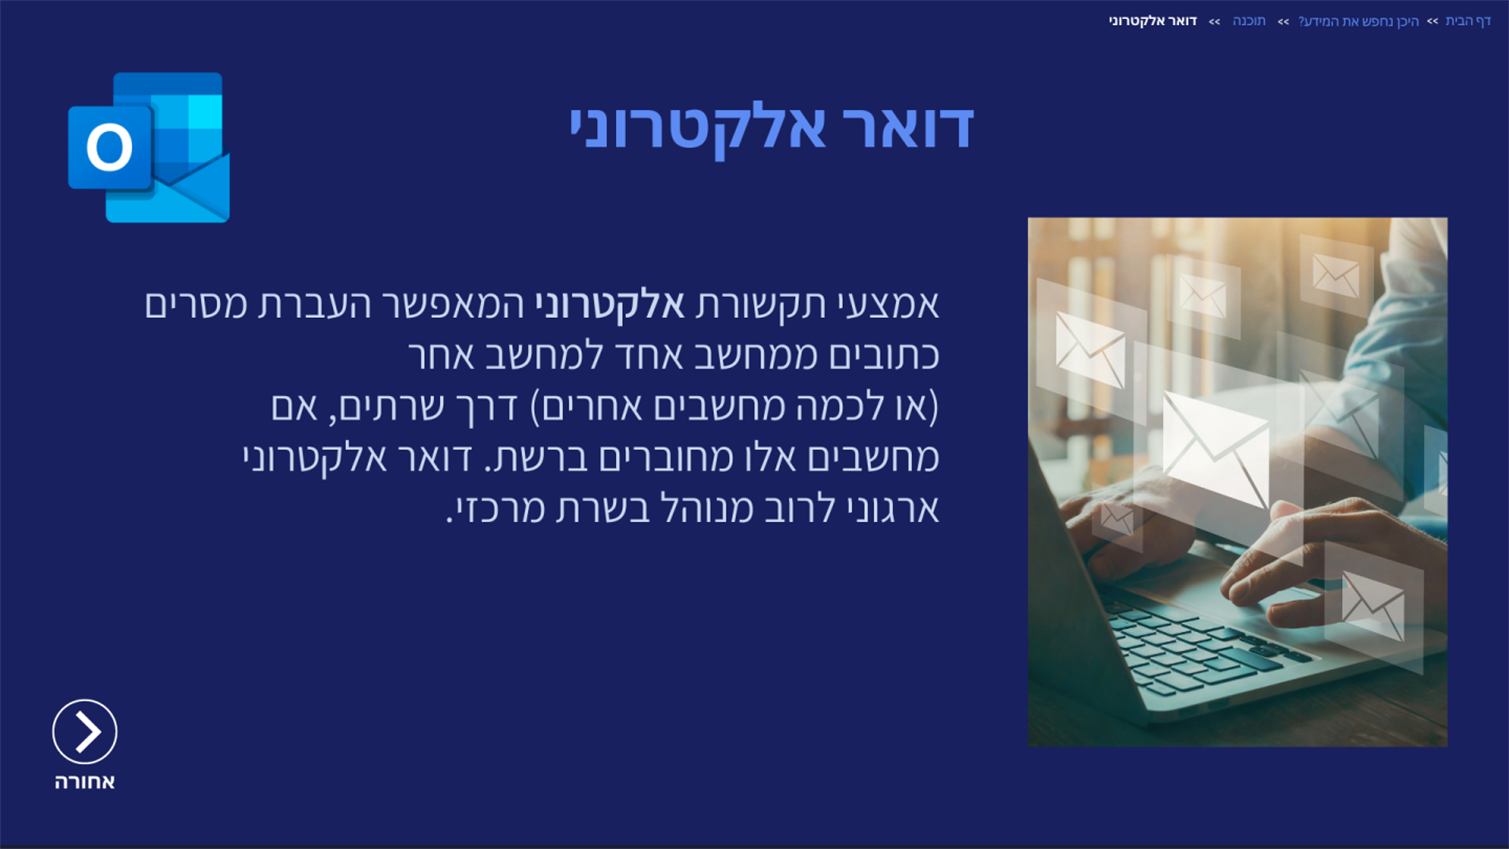 דף הבית >> היכן נחפש את המידע? >> תוכנה >> דואר אלקטרוני
דואר אלקטרוני
O
אמצעי תקשורת אלקטרוני המאפשר העברת מסרים
כתובים ממחשב אחד למחשב אחר
(או לכמה מחשבים אחרים) דרך שרתים, אם
מחשבים אלו מחוברים ברשת. דואר אלקטרוני
ארגוני לרוב מנוהל בשרת מרכזי.
אחורה